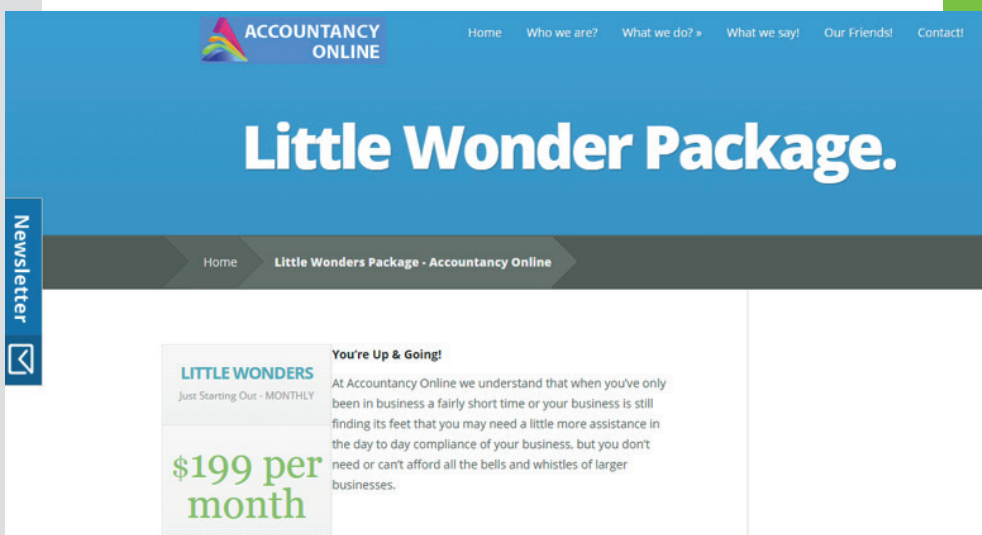 ACCOUNTANCY
ONLINE
Home Who we are? What we do? » What we say! Our Friends! Contact!
Little Wonder Package.
Newsletter
Home Little Wonders Package - Accountancy Online
LITTLE WONDERS
Just Starting Out - MONTHLY
$199 per
month
You're Up & Going!
At Accountancy Online we understand that when you've only
been in business a fairly short time or your business is still
finding its feet that you may need a little more assistance in
the day to day compliance of your business, but you don't
need or can't afford all the bells and whistles of larger
businesses.